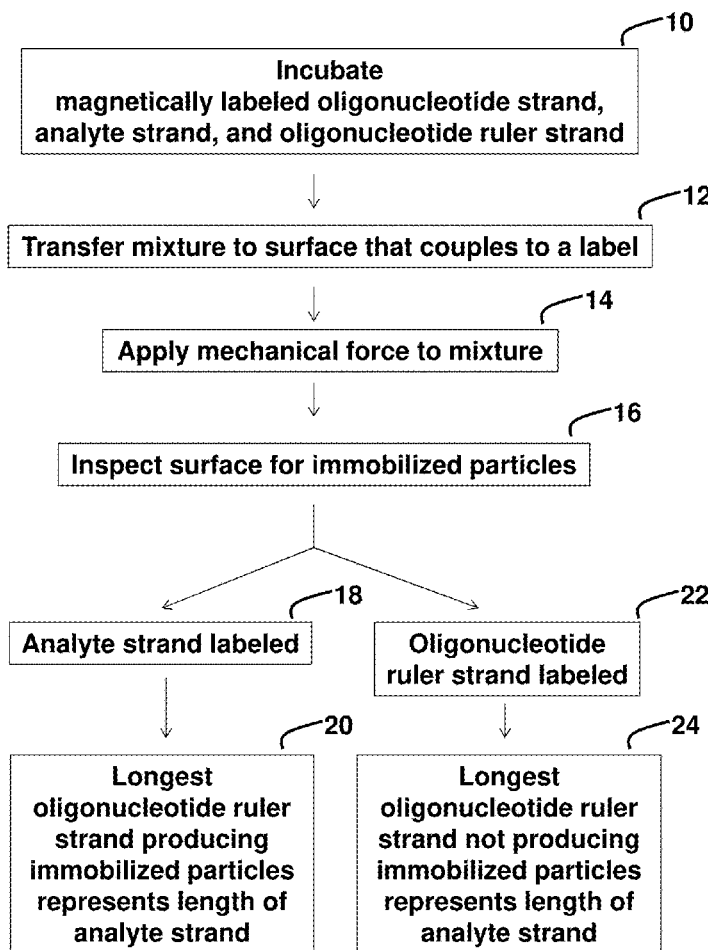 10
Incubate
magnetically labeled oligonucleotide strand,
analyte strand, and oligonucleotide ruler strand
12
Transfer mixture to surface that couples to a label
14
Apply mechanical force to mixture
16
Inspect surface for immobilized particles
18
Analyte strand labeled
22
Oligonucleotide
ruler strand labeled
20
Longest
oligonucleotide ruler
strand producing
immobilized particles
represents length of
analyte strand
24
Longest
oligonucleotide ruler
strand not producing
immobilized particles
represents length of
analyte strand